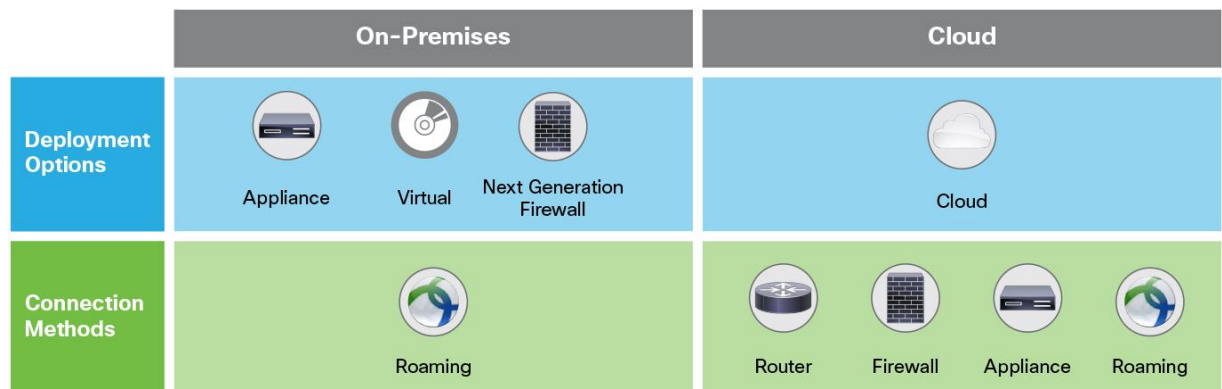 On-Premises
Cloud
Deployment
Options
Appliance
Virtual
Next Generation
Firewall
Cloud
Connection
Methods
Roaming
Router
Firewall
Appliance
Roaming